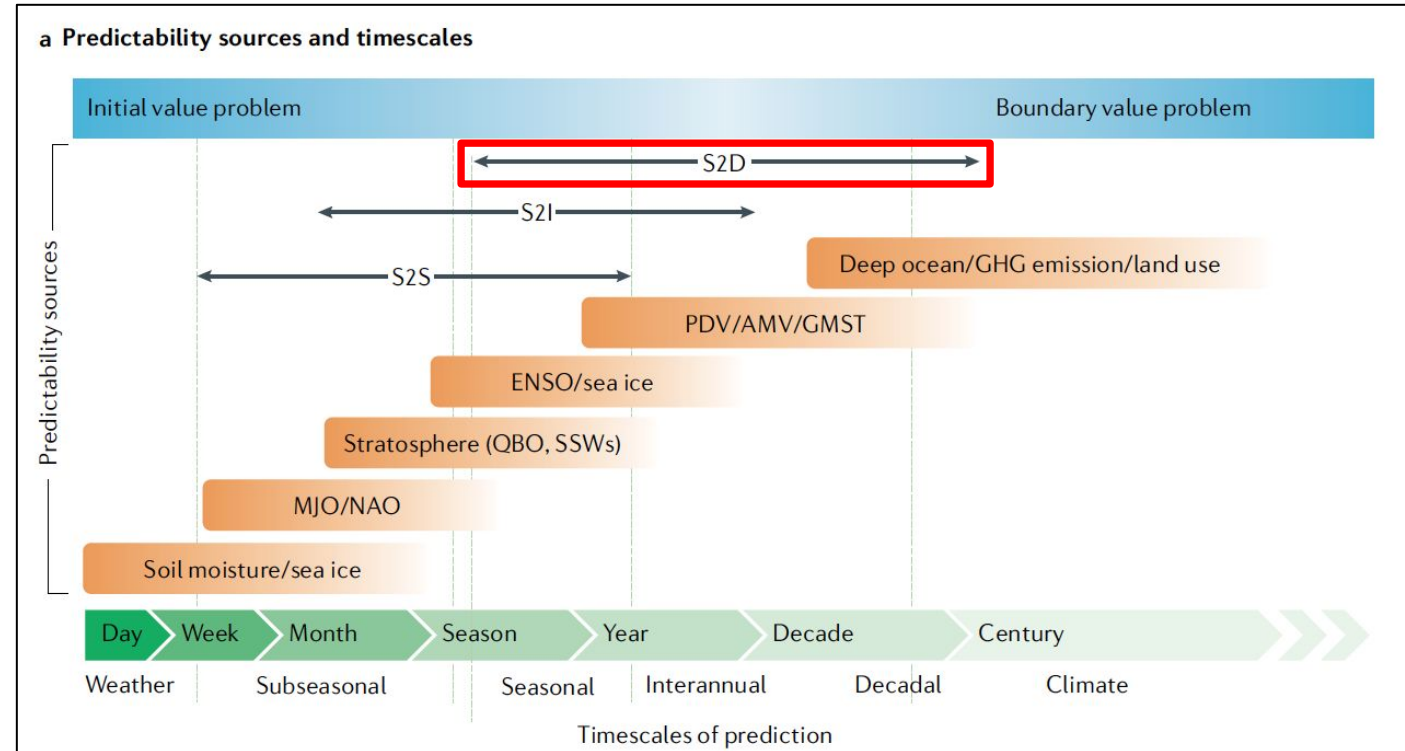 a Predictability sources and timescales
Initial value problem
Boundary value problem
S2D
S2I
S2S
Deep ocean/GHG emission/land use
PDV/AMV/GMST
ENSO/sea ice
Stratosphere (QBO, SSWs)
MJO/NAO
Soil moisture/sea ice
Predictability sources
Day Week Month Season Year Decade Century
Weather Subseasonal Seasonal Interannual Decadal Climate
Timescales of prediction